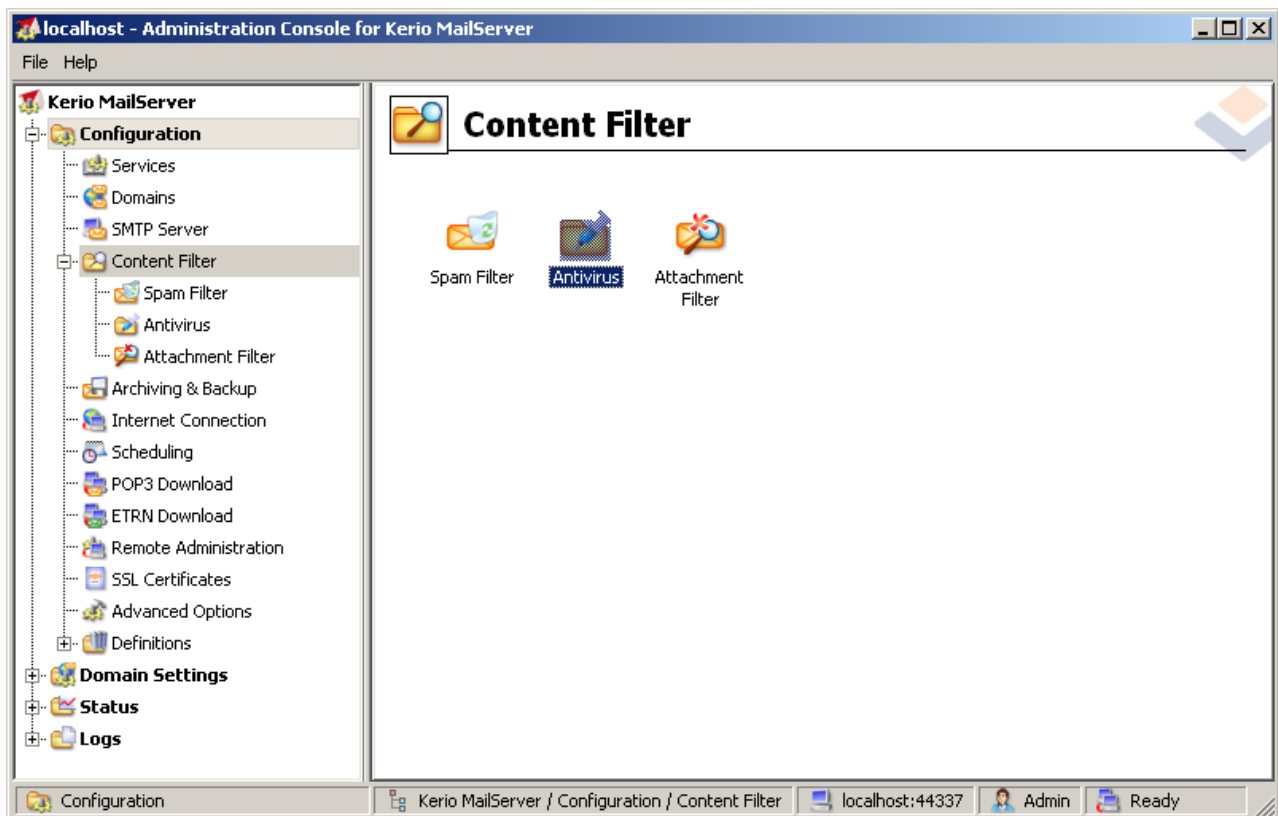 localhost - Administration Console for Kerio MailServer
File Help
Kerio MailServer
Configuration
Services
Domains
SMTP Server
Content Filter
Spam Filter
Antivirus
Attachment Filter
Archiving & Backup
Internet Connection
Scheduling
POP3 Download
ETRN Download
Remote Administration
SSL Certificates
Advanced Options
Definitions
Domain Settings
Status
Logs
Content Filter
Spam Filter
Antivirus
Attachment
Filter
Configuration
Kerio MailServer / Configuration / Content Filter
localhost:44337
Admin
Ready